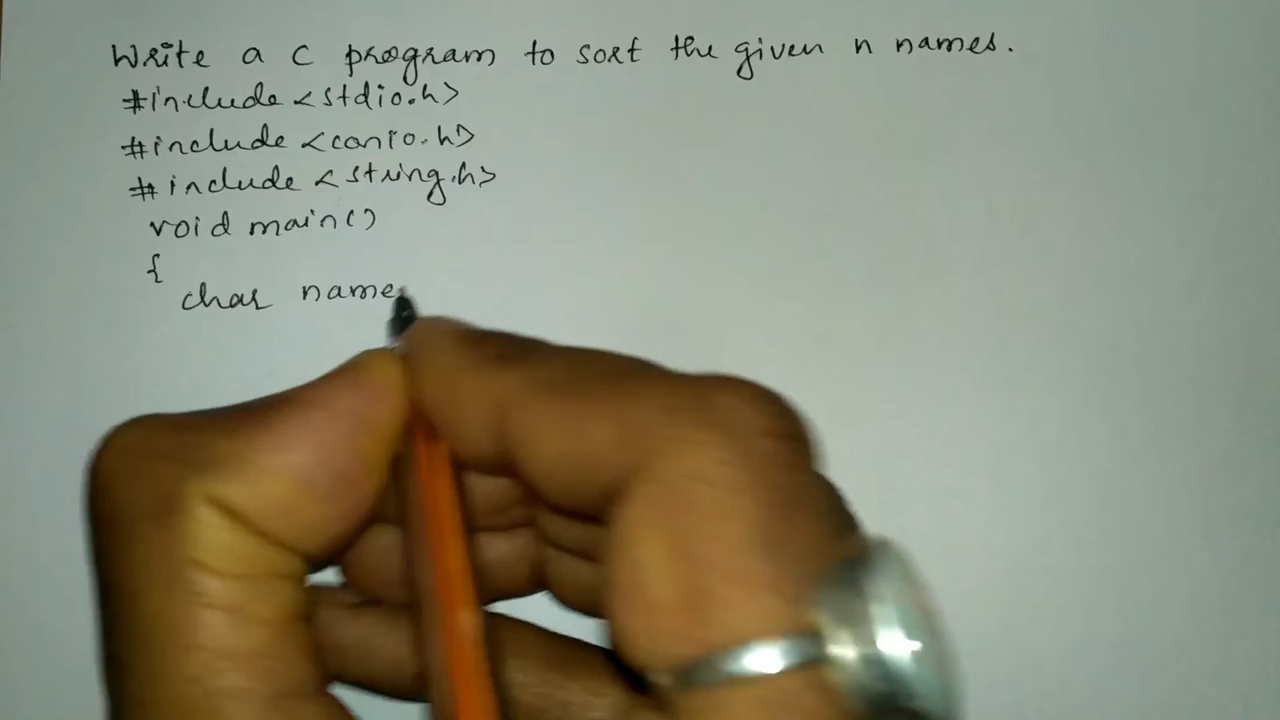 Write a C program to sort the given n names.
#include <stdio.h>
#include <conio.h>
#include <string.h>
void main()
{
char name